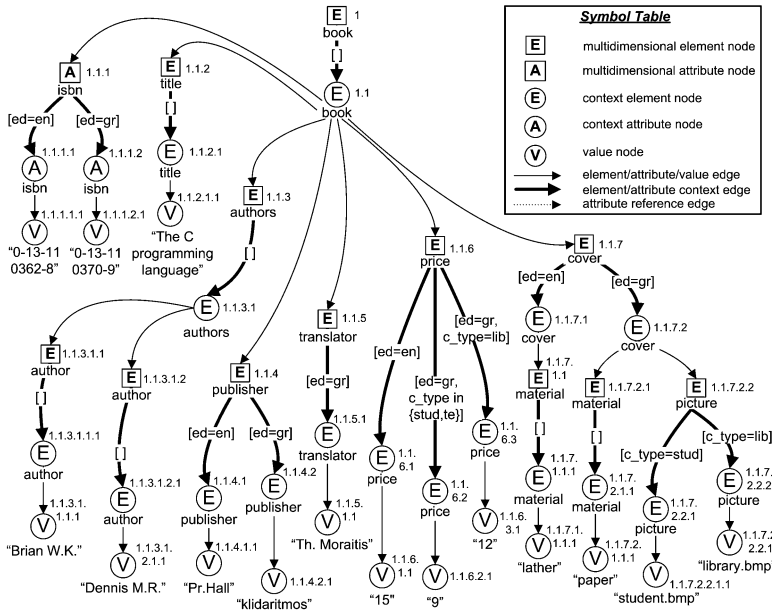 Symbol Table
E multidimensional element node
A multidimensional attribute node
E context element node
A context attribute node
V value node
element/attribute/value edge
element/attribute context edge
attribute reference edge
E 1
book
[ ]
E 1.1
book
A 1.1.1
isbn
[ed=en] [ed=gr]
A 1.1.1.1
isbn
A 1.1.1.2
isbn
V 1.1.1.1.1
"0-13-11
0362-8"
V 1.1.1.2.1
"0-13-11
0370-9"
E 1.1.2
title
[ ]
E 1.1.2.1
title
V 1.1.2.1.1
"The C
programming
language"
E 1.1.3
authors
[ ]
E 1.1.3.1
authors
E 1.1.3.1.1
author
[ ]
E 1.1.3.1.1.1
author
V 1.1.3.1.
1.1.1
"Brian W.K."
E 1.1.3.1.2
author
[ ]
E 1.1.3.1.2.1
author
V 1.1.3.1.
2.1.1
"Dennis M.R."
E 1.1.4
publisher
[ed=en] [ed=gr]
E 1.1.4.1
publisher
V 1.1.4.1.1
"Pr.Hall"
E 1.1.4.2
publisher
V 1.1.4.2.1
"klidaritmos"
E 1.1.5
translator
[ed=gr]
E 1.1.5.1
translator
V 1.1.5.
1.1
"Th. Moraitis"
E 1.1.6
price
[ed=en]
[ed=gr,
c_type in
{stud,te}]
[ed=gr,
c_type=lib]
E 1.1.
6.1
price
V 1.1.6.
1.1
"15"
E 1.1.
6.2
price
V 1.1.6.2.1
"9"
E 1.1.
6.3
price
V 1.1.6.
3.1
"12"
E 1.1.7
cover
[ed=en] [ed=gr]
E 1.1.7.1
cover
E 1.1.7.
1.1
material
[ ]
E 1.1.7.
1.1.1
material
V 1.1.7.1.
1.1.1
"lather"
E 1.1.7.2
cover
E 1.1.7.2.1
material
[ ]
E 1.1.7.
2.1.1
material
V 1.1.7.2.
1.1.1
"paper"
E 1.1.7.2.2
picture
[c_type=stud] [c_type=lib]
E 1.1.7.
2.2.1
picture
V 1.1.7.2.2.1.1
"student.bmp"
E 1.1.7.
2.2.2
picture
V 1.1.7.2
2.2.1
"library.bmp"